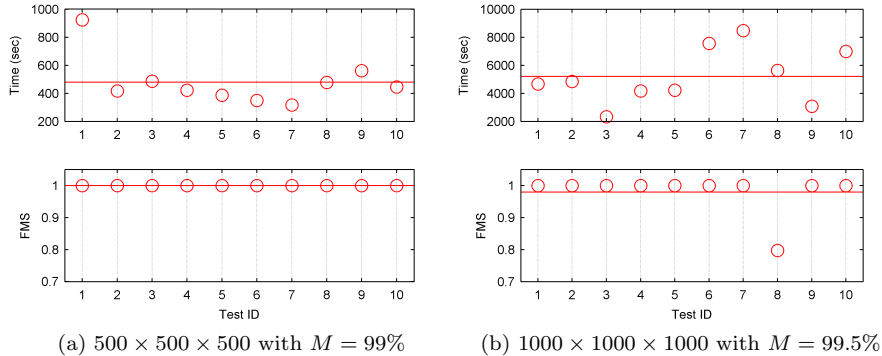 1000
800
600
400
200
Time (sec)
1 2 3 4 5 6 7 8 9 10
1
0.9
0.8
0.7
FMS
1 2 3 4 5 6 7 8 9 10
Test ID
(a) 500 × 500 × 500 with M = 99%
10000
8000
6000
4000
2000
Time (sec)
1 2 3 4 5 6 7 8 9 10
1
0.9
0.8
0.7
FMS
1 2 3 4 5 6 7 8 9 10
Test ID
(b) 1000 × 1000 × 1000 with M = 99.5%